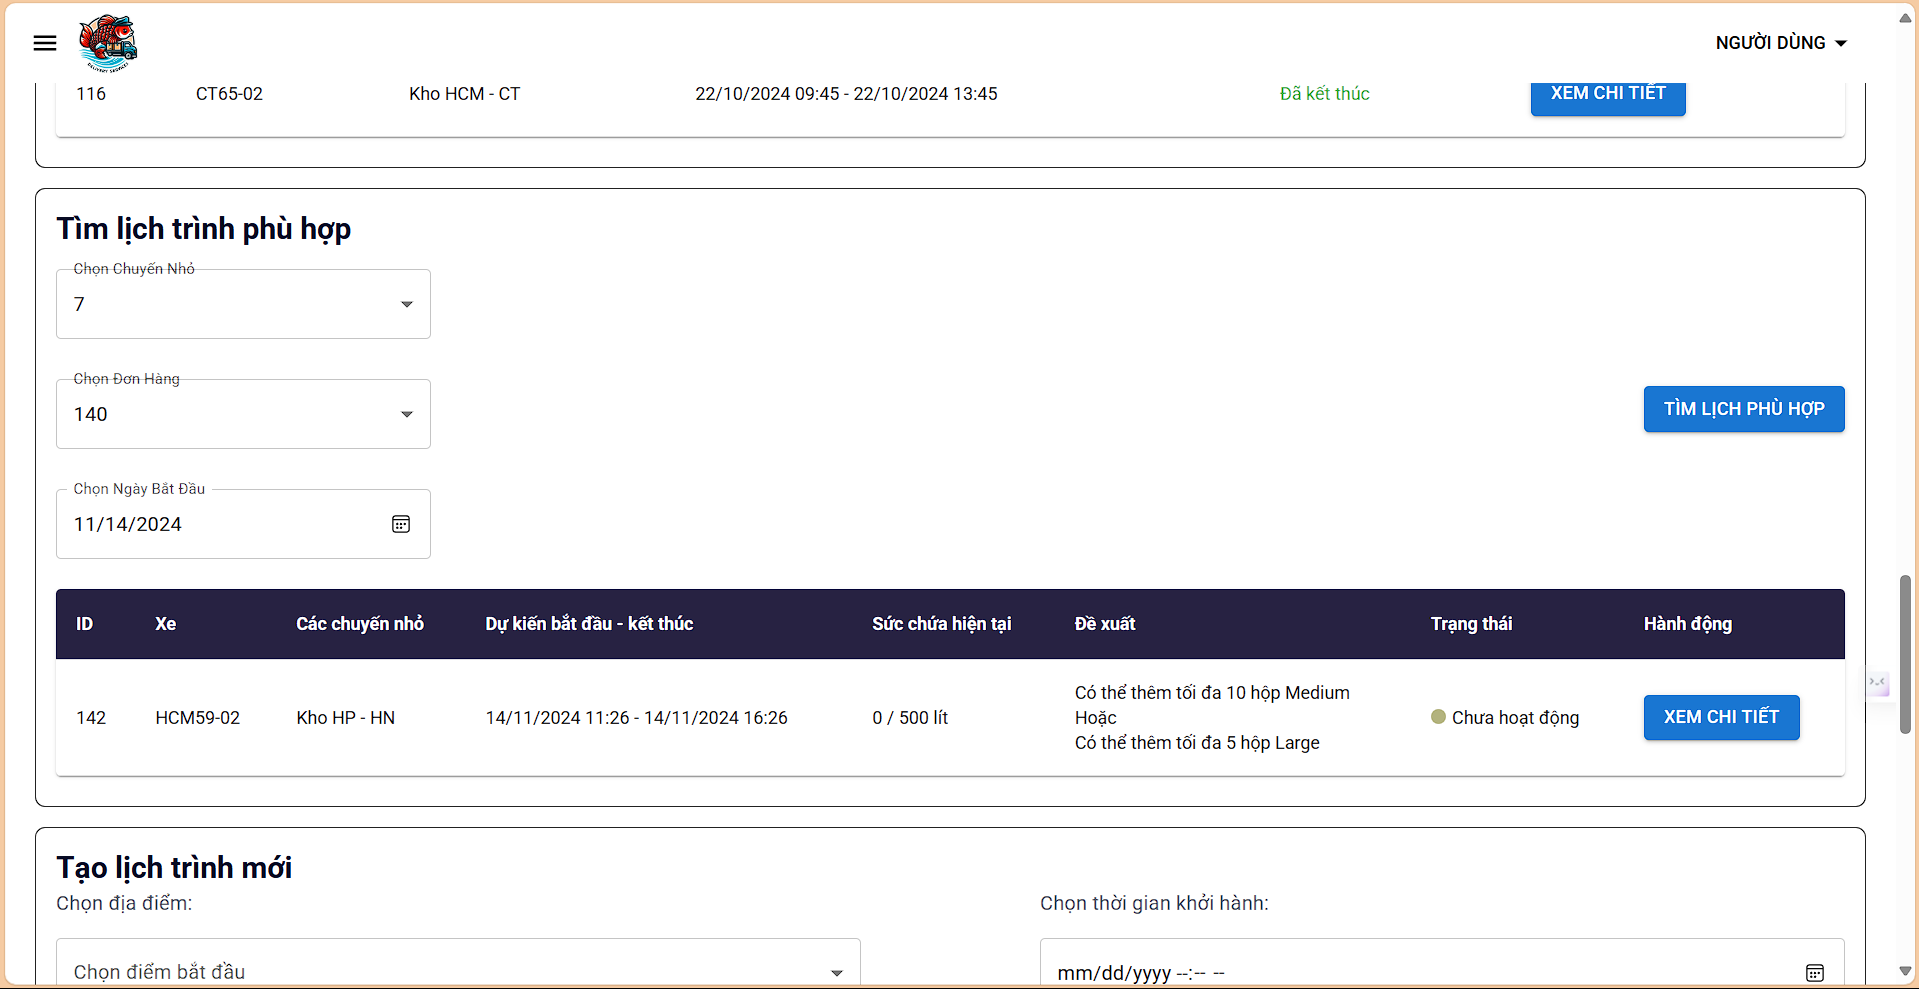 DELIVERY SERVICES
NGƯỜI DÙNG
116 CT65-02 Kho HCM - CT 22/10/2024 09:45 - 22/10/2024 13:45 Đã kết thúc XEM CHI TIẾT
Tìm lịch trình phù hợp
Chọn Chuyến Nhỏ
7
Chọn Đơn Hàng
140
TÌM LỊCH PHÙ HỢP
Chọn Ngày Bắt Đầu
11/14/2024
ID Xe Các chuyến nhỏ Dự kiến bắt đầu - kết thúc Sức chứa hiện tại Đề xuất Trạng thái Hành động
142 HCM59-02 Kho HP - HN 14/11/2024 11:26 - 14/11/2024 16:26 0 / 500 lít Có thể thêm tối đa 10 hộp Medium
Hoặc
Có thể thêm tối đa 5 hộp Large
Chưa hoạt động XEM CHI TIẾT
Tạo lịch trình mới
Chọn địa điểm: Chọn thời gian khởi hành:
Chọn điểm bắt đầu mm/dd/yyyy --:-- --